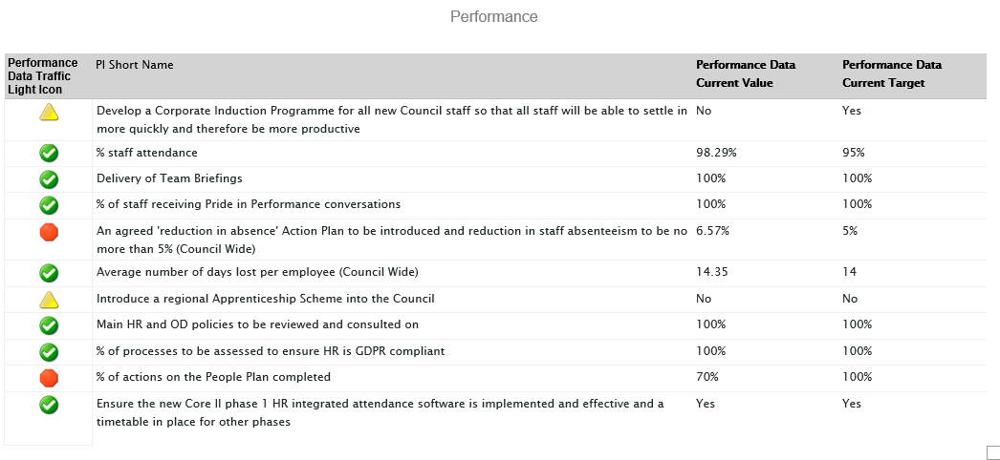 Performance
Performance Data Traffic Light Icon PI Short Name Performance Data Current Value Performance Data Current Target
Develop a Corporate Induction Programme for all new Council staff so that all staff will be able to settle in No Yes
more quickly and therefore be more productive
% staff attendance 98.29% 95%
Delivery of Team Briefings 100% 100%
% of staff receiving Pride in Performance conversations 100% 100%
An agreed 'reduction in absence' Action Plan to be introduced and reduction in staff absenteeism to be no 6.57% 5%
more than 5% (Council Wide)
Average number of days lost per employee (Council Wide) 14.35 14
Introduce a regional Apprenticeship Scheme into the Council No No
Main HR and OD policies to be reviewed and consulted on 100% 100%
% of processes to be assessed to ensure HR is GDPR compliant 100% 100%
% of actions on the People Plan completed 70% 100%
Ensure the new Core II phase 1 HR integrated attendance software is implemented and effective and a Yes Yes
timetable in place for other phases